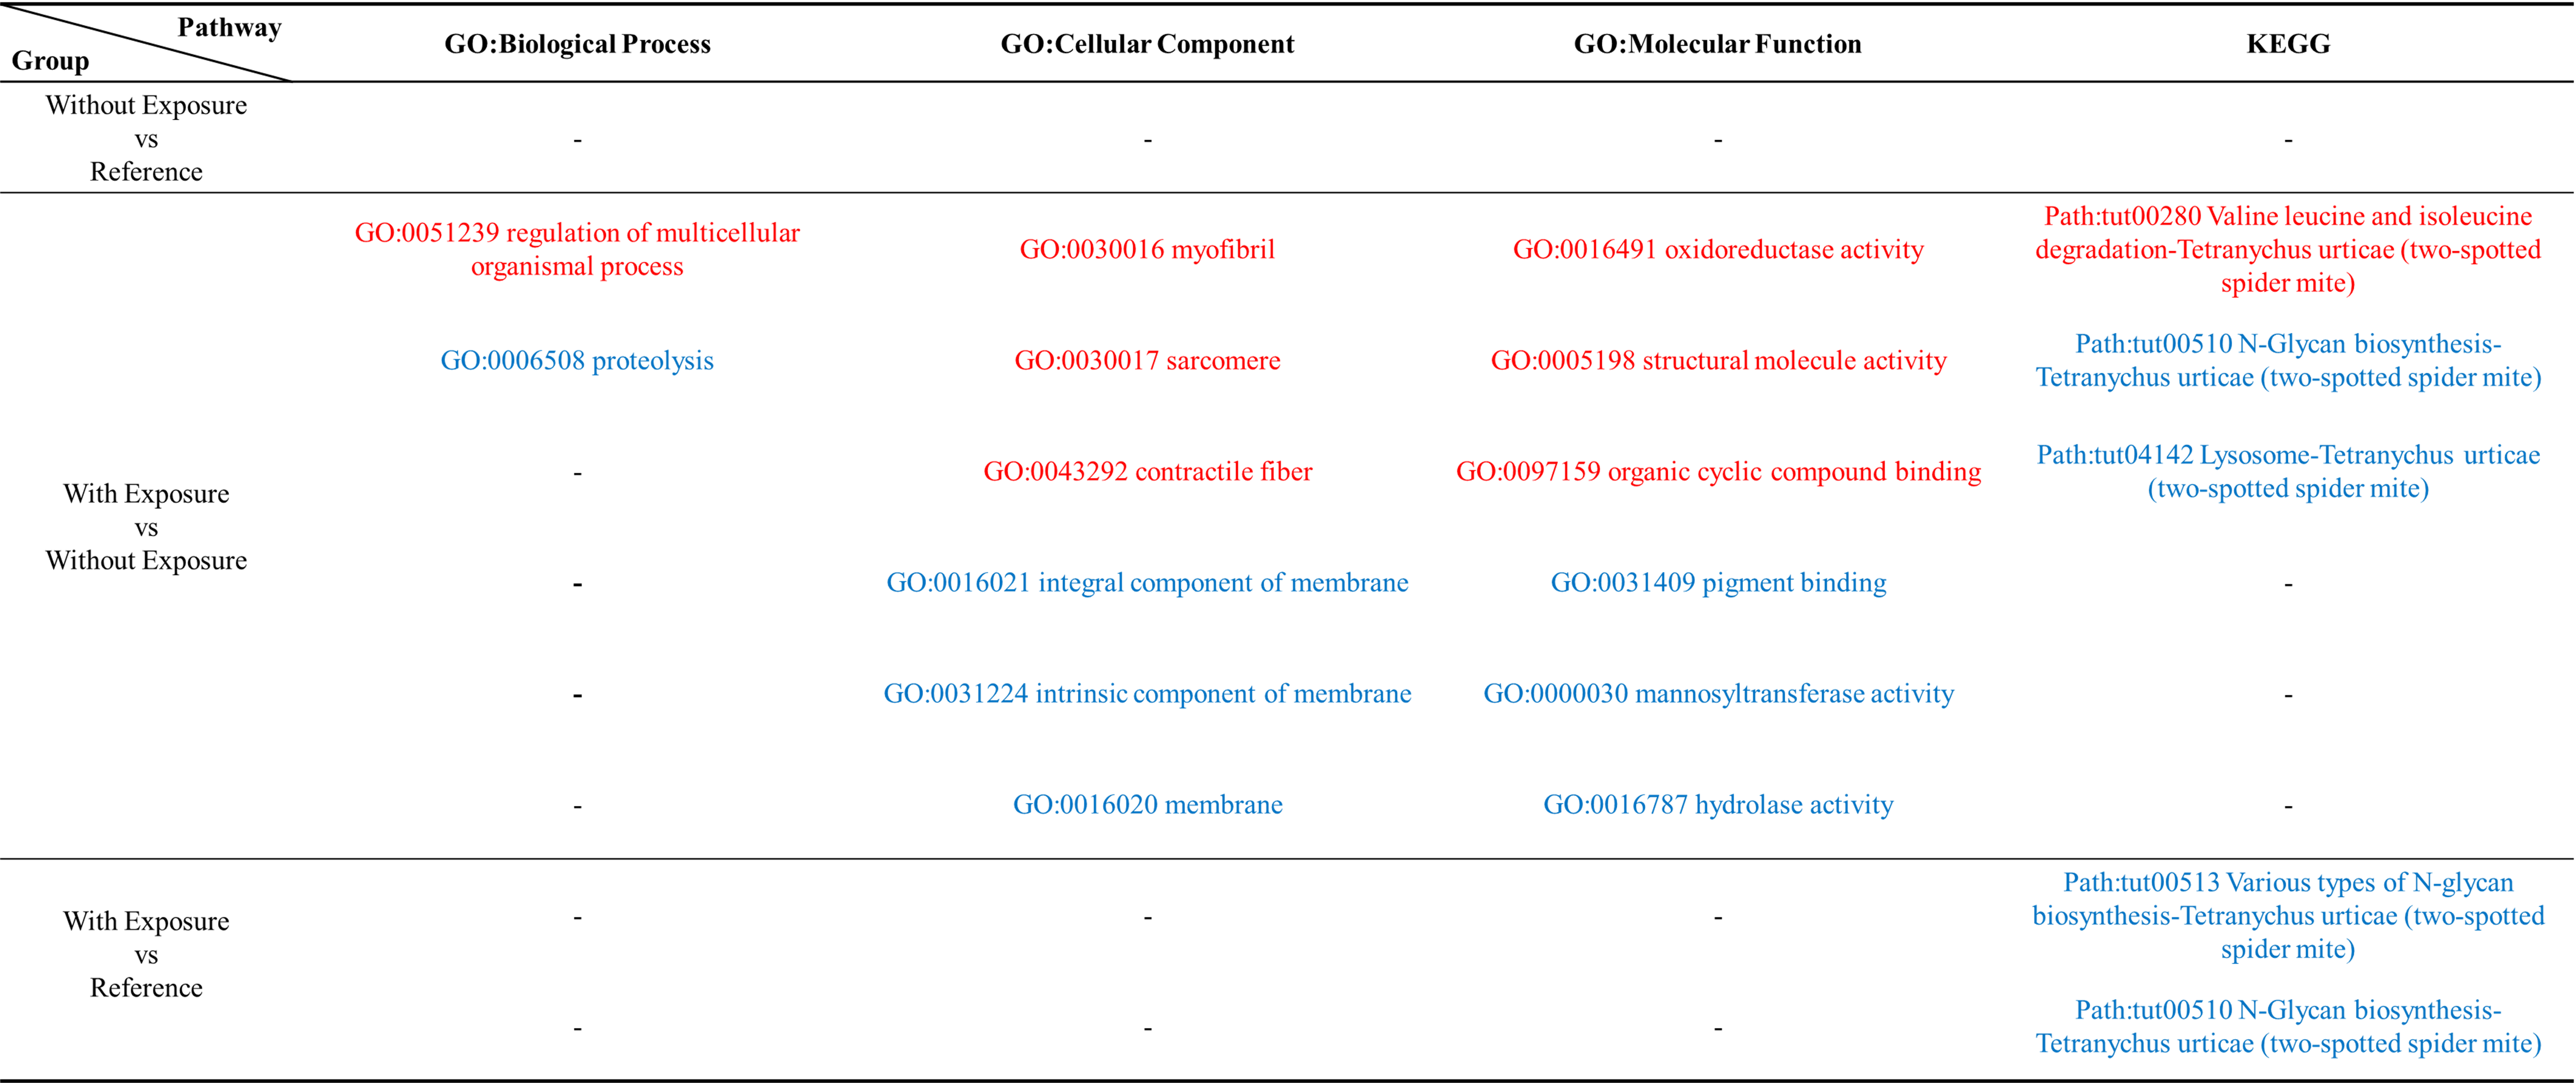 Pathway
Group
GO:Biological Process
GO:Cellular Component
GO:Molecular Function
KEGG
Without Exposure
vs
Reference
-
-
-
-
With Exposure
vs
Without Exposure
GO:0051239 regulation of multicellular
organismal process
GO:0030016 myofibril
GO:0016491 oxidoreductase activity
Path:tut00280 Valine leucine and isoleucine
degradation-Tetranychus urticae (two-spotted
spider mite)
GO:0006508 proteolysis
GO:0030017 sarcomere
GO:0005198 structural molecule activity
Path:tut00510 N-Glycan biosynthesis-
Tetranychus urticae (two-spotted spider mite)
-
GO:0043292 contractile fiber
GO:0097159 organic cyclic compound binding
Path:tut04142 Lysosome-Tetranychus urticae
(two-spotted spider mite)
-
GO:0016021 integral component of membrane
GO:0031409 pigment binding
-
-
GO:0031224 intrinsic component of membrane
GO:0000030 mannosyltransferase activity
-
-
GO:0016020 membrane
GO:0016787 hydrolase activity
-
With Exposure
vs
Reference
-
-
-
Path:tut00513 Various types of N-glycan
biosynthesis-Tetranychus urticae (two-spotted
spider mite)
-
-
-
Path:tut00510 N-Glycan biosynthesis-
Tetranychus urticae (two-spotted spider mite)